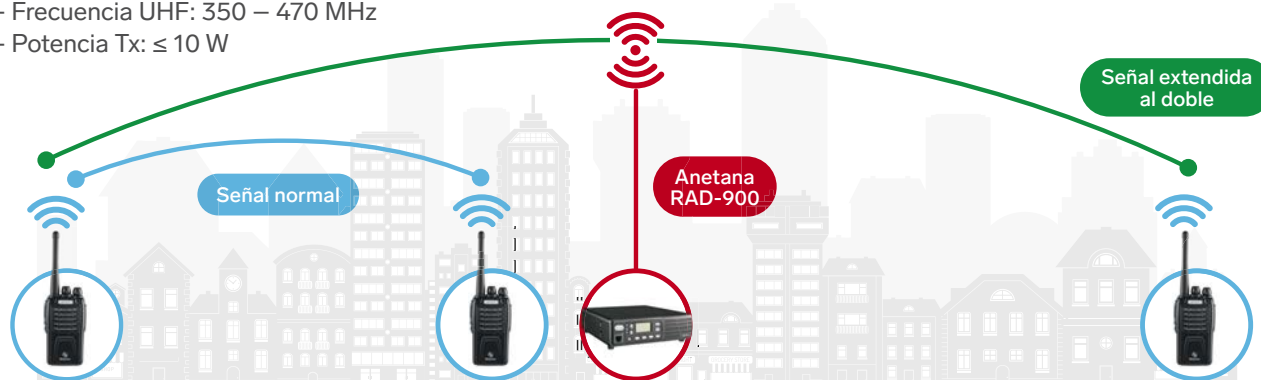 - Frecuencia UHF: 350 – 470 MHz
- Potencia Tx: ≤ 10 W
Señal extendida
al doble
Señal normal
Anetana
RAD-900